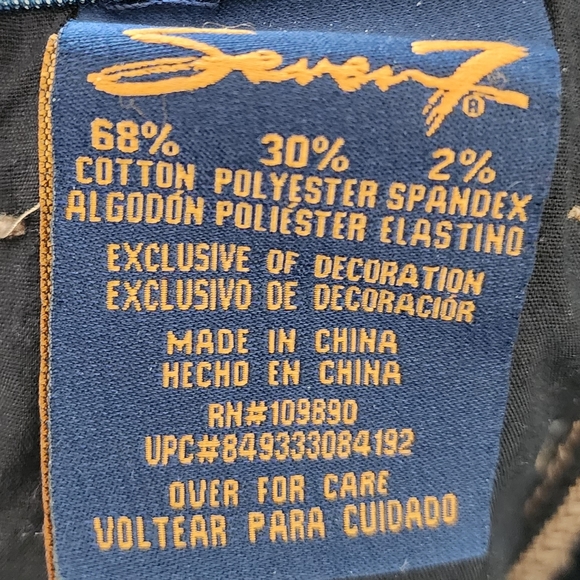 Seven7®
68% 30% 2%
COTTON POLYESTER SPANDEX
ALGODÓN POLIÉSTER ELASTINO
EXCLUSIVE OF DECORATION
EXCLUSIVO DE DECORACIÓR
MADE IN CHINA
HECHO EN CHINA
RN#109690
UPC#849333084192
OVER FOR CARE
VOLTEAR PARA CUIDADO